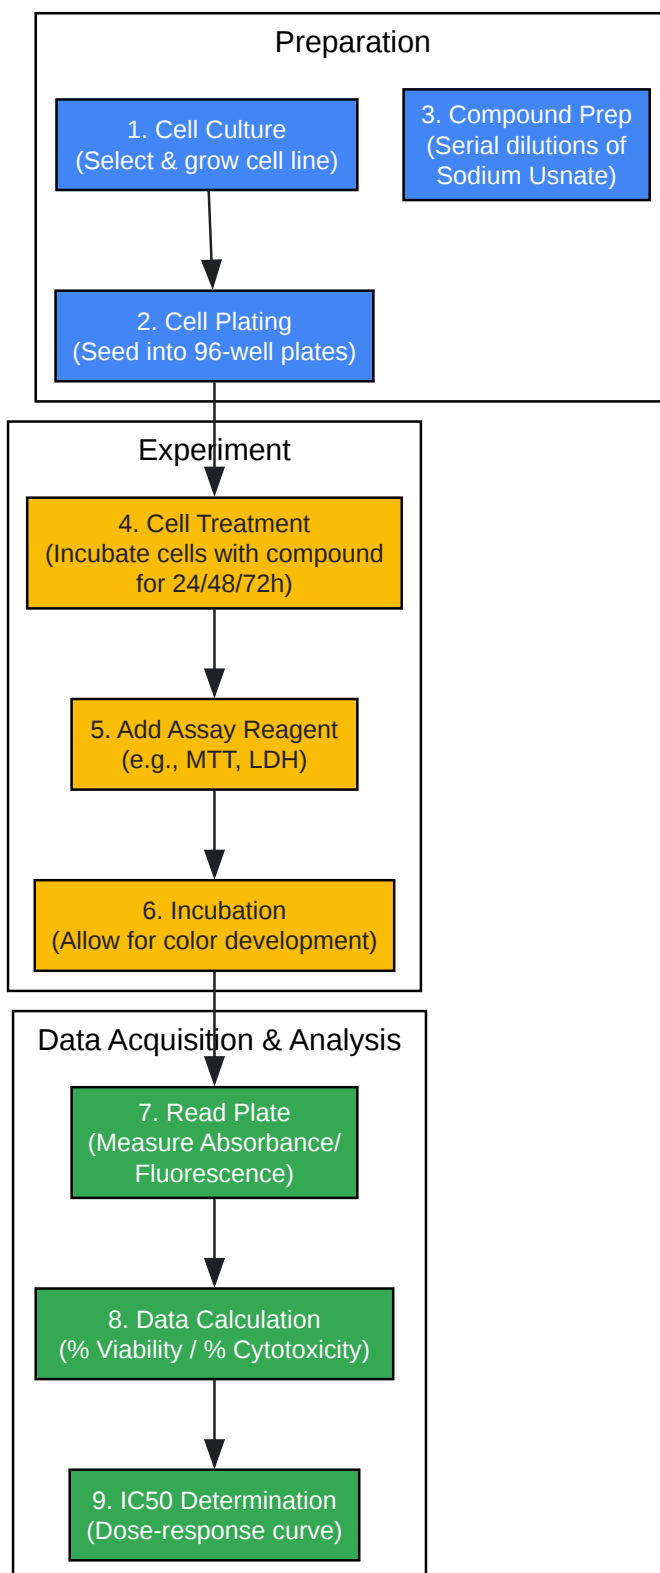 Preparation
1. Cell Culture
(Select & grow cell line)
3. Compound Prep
(Serial dilutions of
Sodium Usnate)
2. Cell Plating
(Seed into 96-well plates)
Experiment
4. Cell Treatment
(Incubate cells with compound
for 24/48/72h)
5. Add Assay Reagent
(e.g., MTT, LDH)
6. Incubation
(Allow for color development)
Data Acquisition & Analysis
7. Read Plate
(Measure Absorbance/
Fluorescence)
8. Data Calculation
(% Viability / % Cytotoxicity)
9. IC50 Determination
(Dose-response curve)